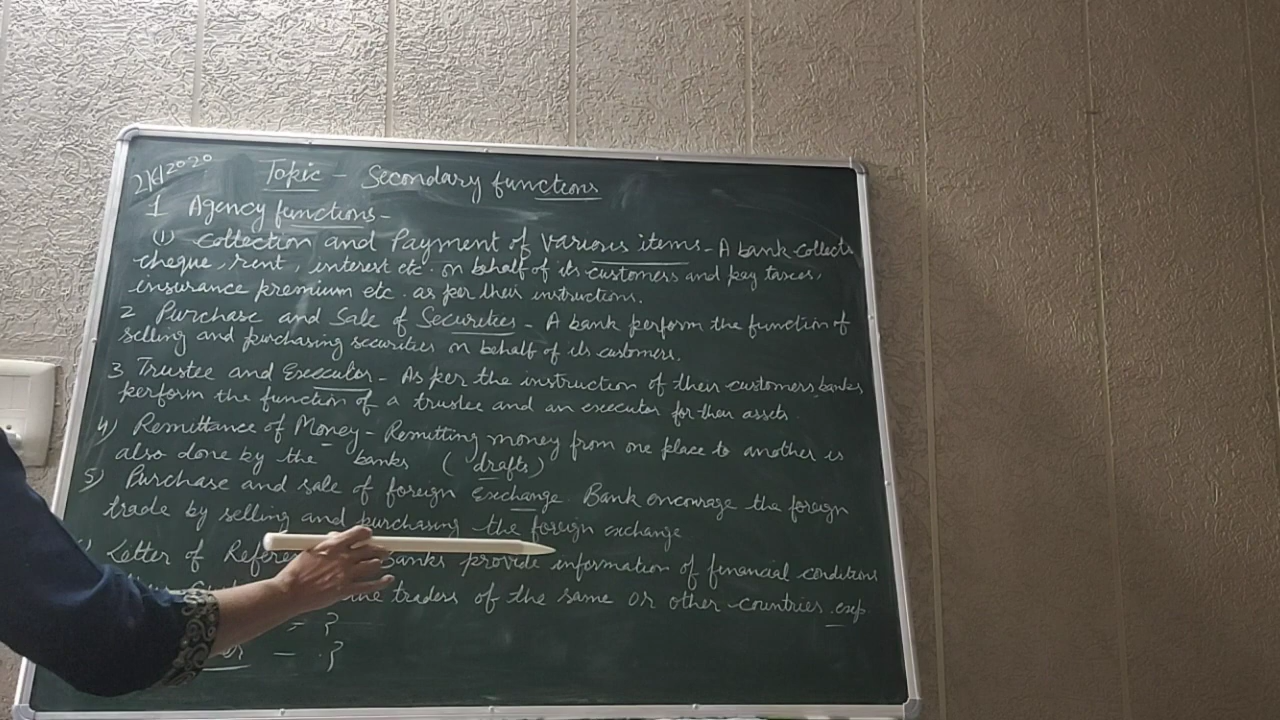 Topic - Secondary functions
1 Agency functions -
(1) Collection and Payment of various items - A bank collects
cheque, rent, interest etc. on behalf of its customers and pay taxes,
insurance premium etc. as per their instructions.
2 Purchase and Sale of Securities - A bank perform the function of
selling and purchasing securities on behalf of its customers.
3 Trustee and Executor - As per the instruction of their customers banks
perform the function of a trustee and an executor for their assets.
4) Remittance of Money - Remitting money from one place to another is
also done by the banks (drafts)
5) Purchase and sale of foreign Exchange. Bank encourage the foreign
trade by selling and purchasing the foreign exchange
Letter of Banks provide information of financial conditions
traders of the same or other countries.
= ?
- ?